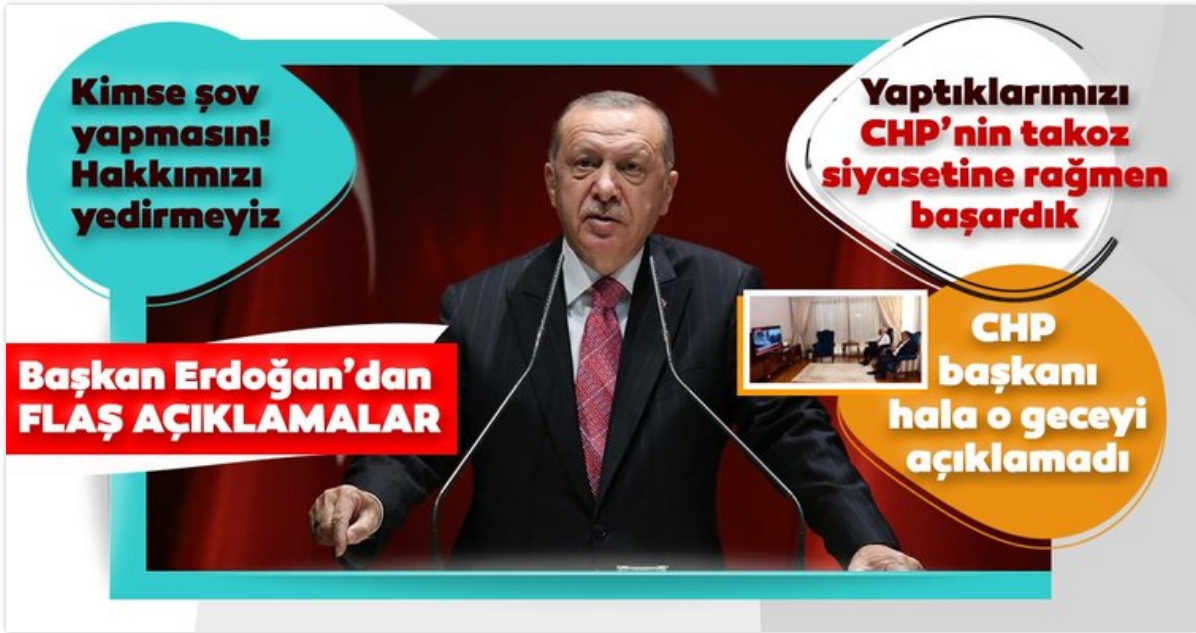 Kimse şov
yapmasın!
Hakkımızı
yedirmeyiz
Yaptıklarımızı
CHP'nin takoz
siyasetine rağmen
başardık
Başkan Erdoğan'dan
FLAŞ AÇIKLAMALAR
CHP
başkanı
hala o geceyi
açıklamadı